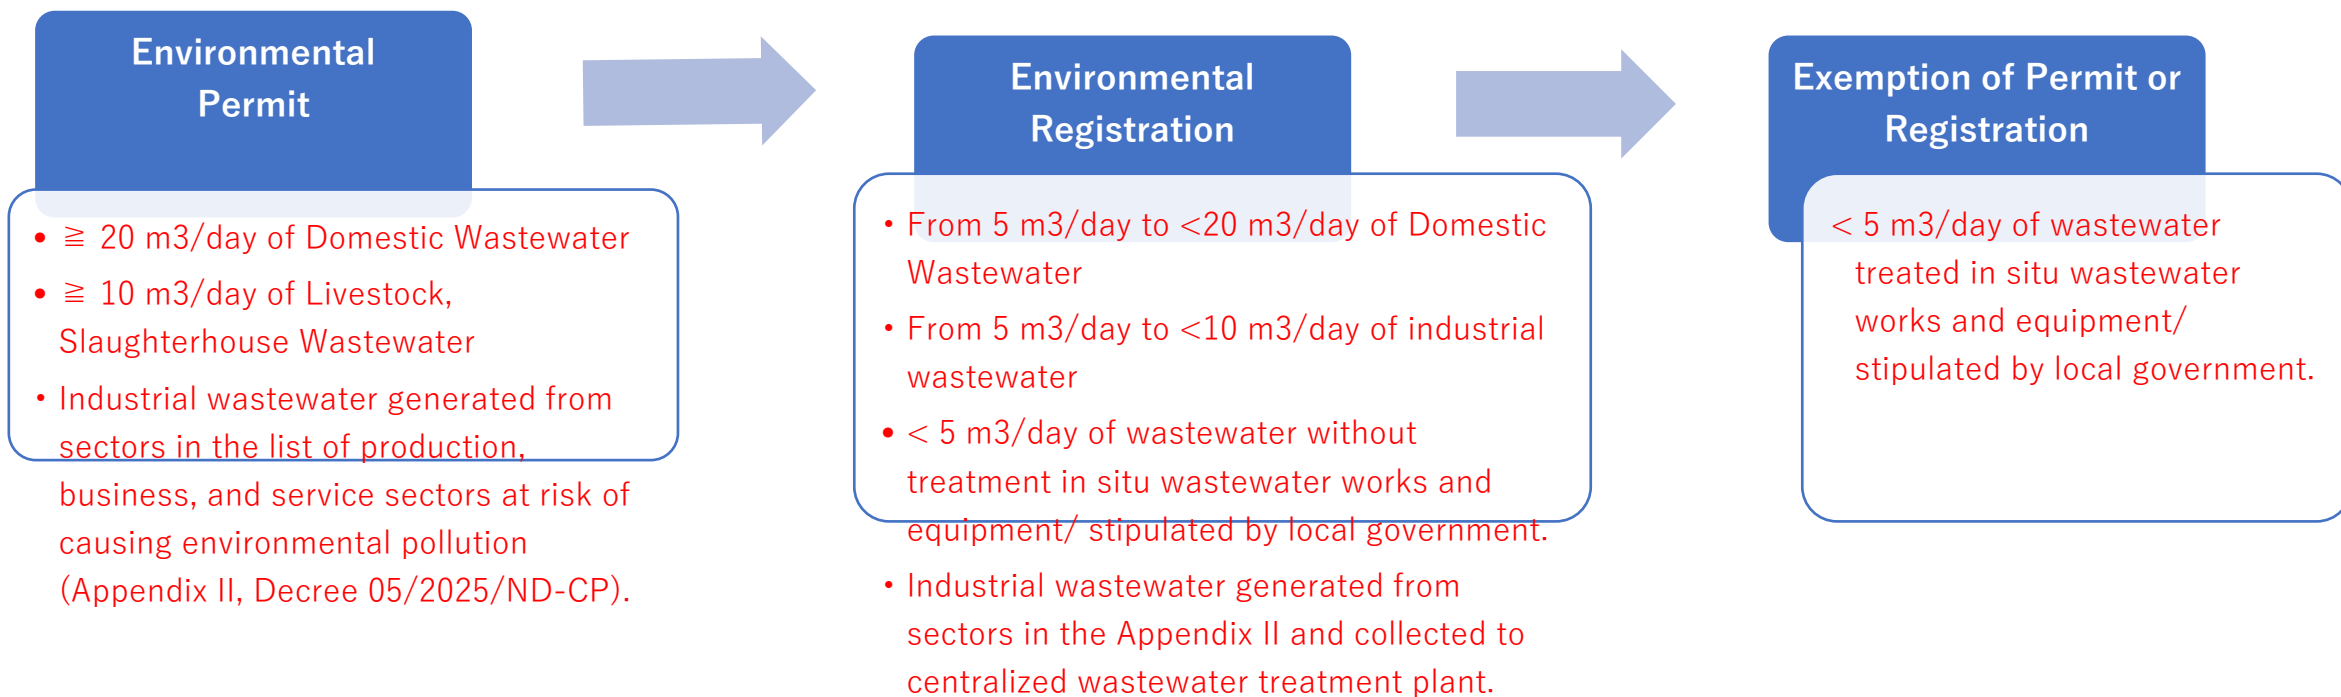 Environmental
Permit
• ≧ 20 m3/day of Domestic Wastewater
• ≧ 10 m3/day of Livestock,
Slaughterhouse Wastewater
• Industrial wastewater generated from
sectors in the list of production,
business, and service sectors at risk of
causing environmental pollution
(Appendix II, Decree 05/2025/ND-CP).
Environmental
Registration
• From 5 m3/day to <20 m3/day of Domestic
Wastewater
• From 5 m3/day to <10 m3/day of industrial
wastewater
• < 5 m3/day of wastewater without
treatment in situ wastewater works and
equipment/ stipulated by local government.
• Industrial wastewater generated from
sectors in the Appendix II and collected to
centralized wastewater treatment plant.
Exemption of Permit or
Registration
< 5 m3/day of wastewater
treated in situ wastewater
works and equipment/
stipulated by local government.